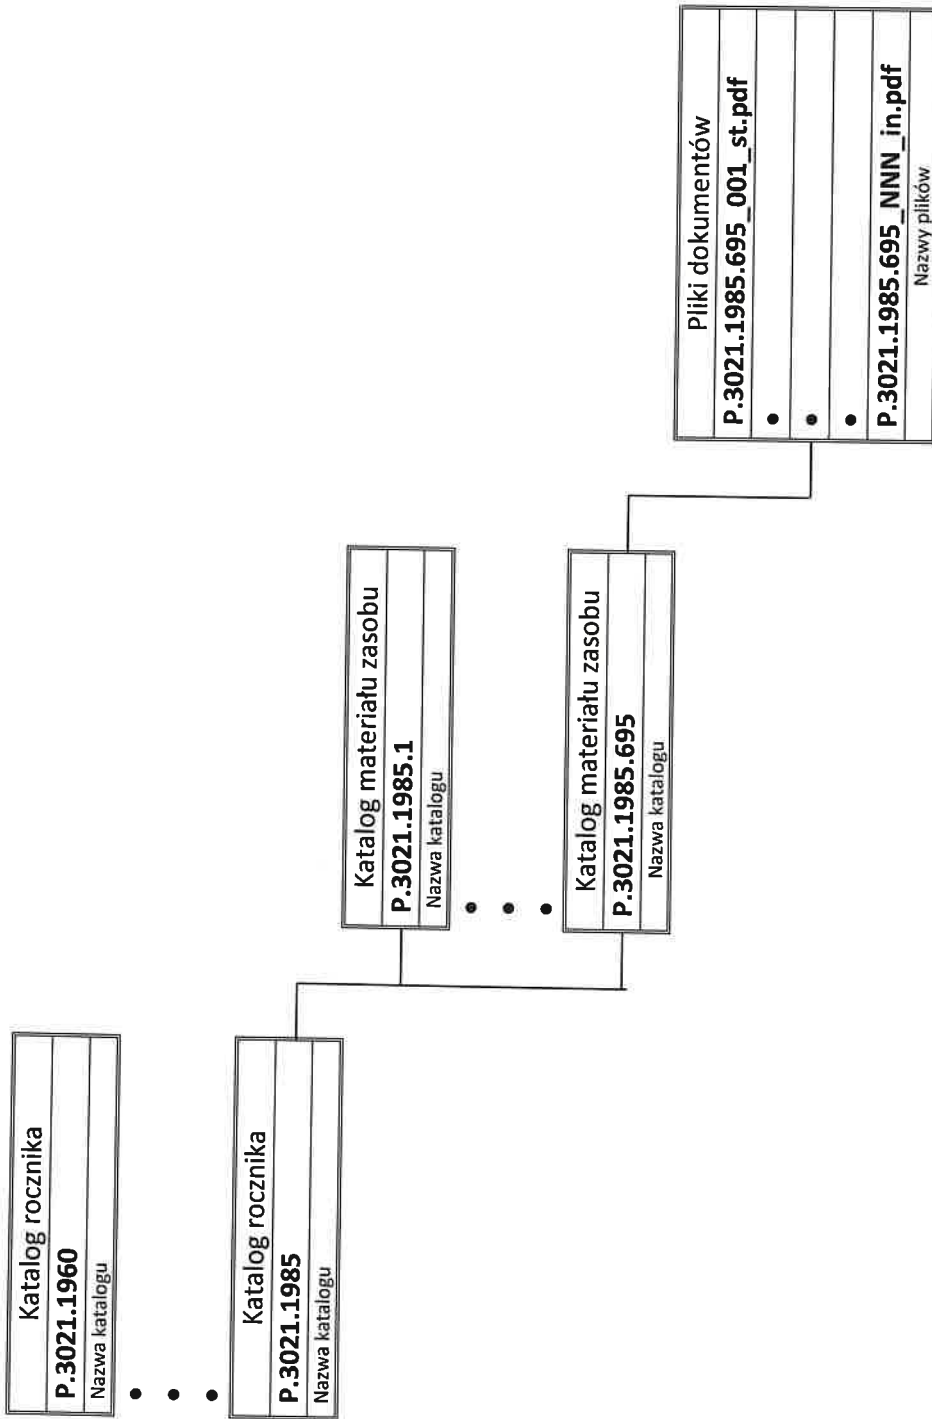 Katalog rocznika
P.3021.1960
Nazwa katalogu
•
•
•
Katalog rocznika
P.3021.1985
Nazwa katalogu
Katalog materiału zasobu
P.3021.1985.1
Nazwa katalogu
•
•
•
Katalog materiału zasobu
P.3021.1985.695
Nazwa katalogu
Pliki dokumentów
P.3021.1985.695_001_st.pdf
•
•
•
P.3021.1985.695_NNN_in.pdf
Nazwy plików